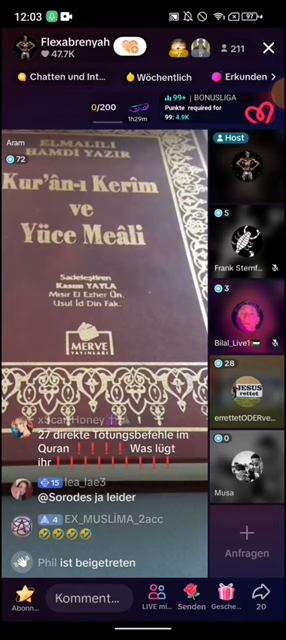 12:03
97
Flexabrenyah
47.7K
211
Chatten und Int...
Wöchentlich
Erkunden
0/200
1h29m
99+ | BONUSLIGA
Punkte required for
99: 4.9K
Aram
72
ELMALILI
HAMDİ YAZIR
Kur'ân-ı Kerîm
ve
Yüce Meâli
Sadeleştiren
Kasım YAYLA
Mısır El Ezher Ün.
Usul İd Din Fak.
MERVE
YAYINLARI
Host
5
Frank Sternf...
3
Bilal_Live1
28
JESUS
rettet
errettetODERve...
0
Musa
Anfragen
27 direkte Tötungsbefehle im
Quran ❗❗❗❗ Was lügt
ihr❗❗❗❗❗❗❗❗❗
15 lea_lae3
@Sorodes ja leider
4 EX_MUSLİMA_2acc
🤣🤣🤣🤣
Phil ist beigetreten
Abonn...
Komment...
LIVE mi...
Senden
Gesche...
20